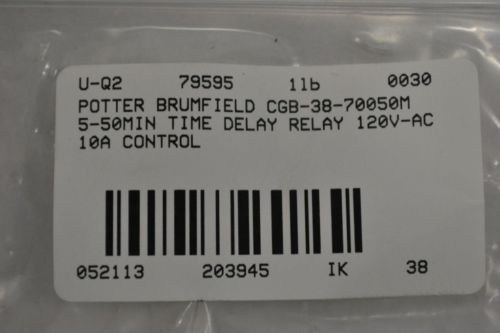 U-Q2 79595 1lb 0030
POTTER BRUMFIELD CGB-38-70050M
5-50MIN TIME DELAY RELAY 120V-AC
10A CONTROL
052113 203945 IK 38